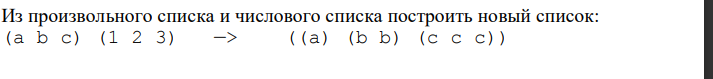 Из произвольного списка и числового списка построить новый список:
(a b c) (1 2 3) —> ((a) (b b) (c c c))